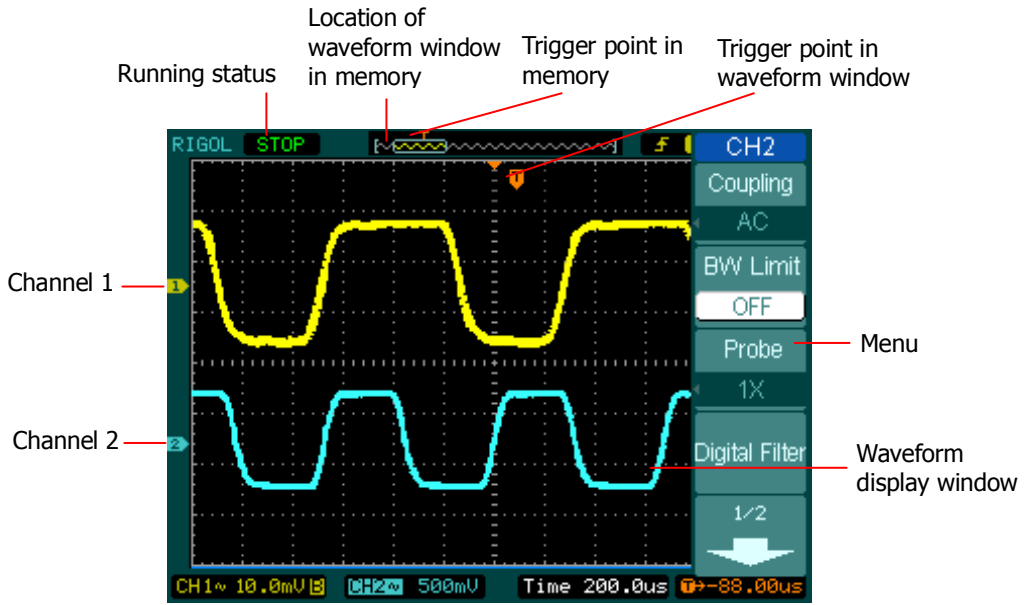 Location of
waveform window
in memory
Trigger point in
memory
Trigger point in
waveform window
Running status
RIGOL STOP
T
CH2
Coupling
T
AC
Channel 1
1
BW Limit
OFF
Probe
Menu
1X
Channel 2
2
Digital Filter
Waveform
display window
1/2
CH1~ 10.0mV B CH2~ 500mV Time 200.0us T→-88.00us